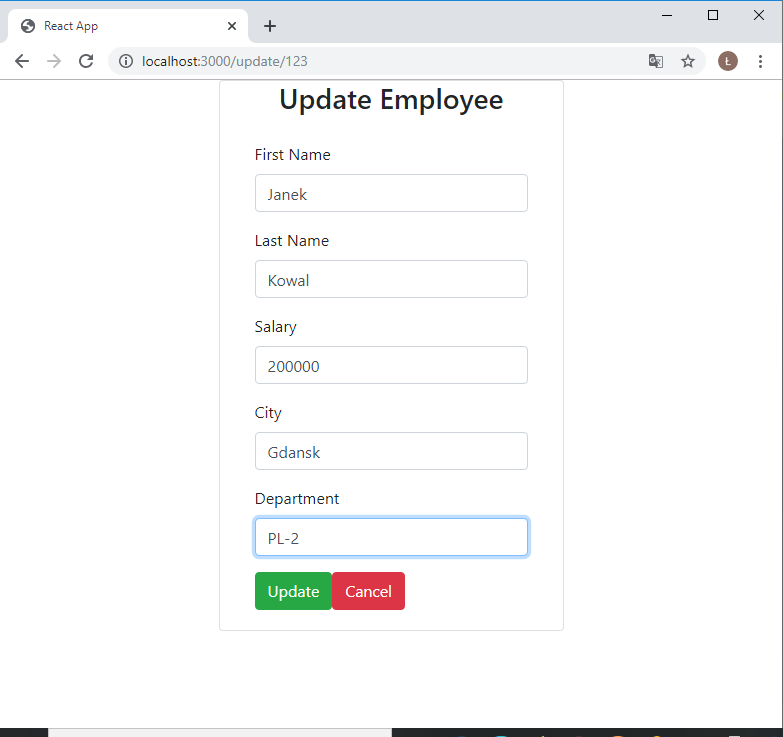 React App
localhost:3000/update/123
Ł
Update Employee
First Name
Janek
Last Name
Kowal
Salary
200000
City
Gdansk
Department
PL-2
Update Cancel